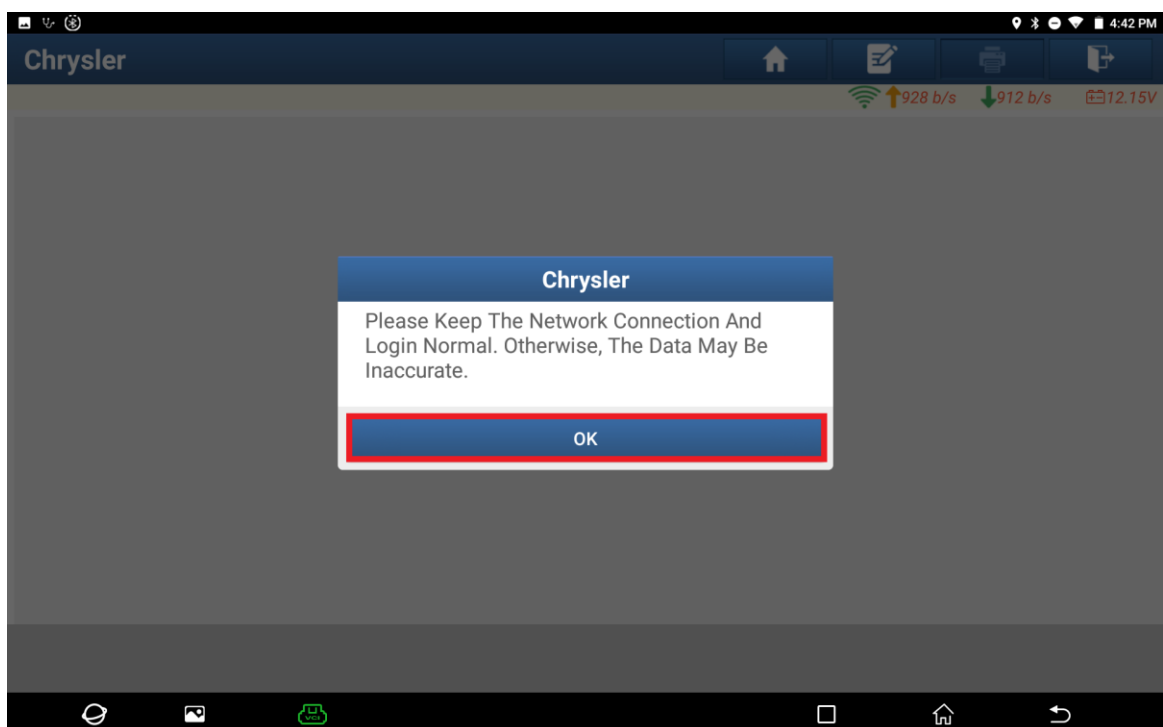 4:42 PM
Chrysler
928 b/s 912 b/s 12.15V
Chrysler
Please Keep The Network Connection And
Login Normal. Otherwise, The Data May Be
Inaccurate.
OK
VCI